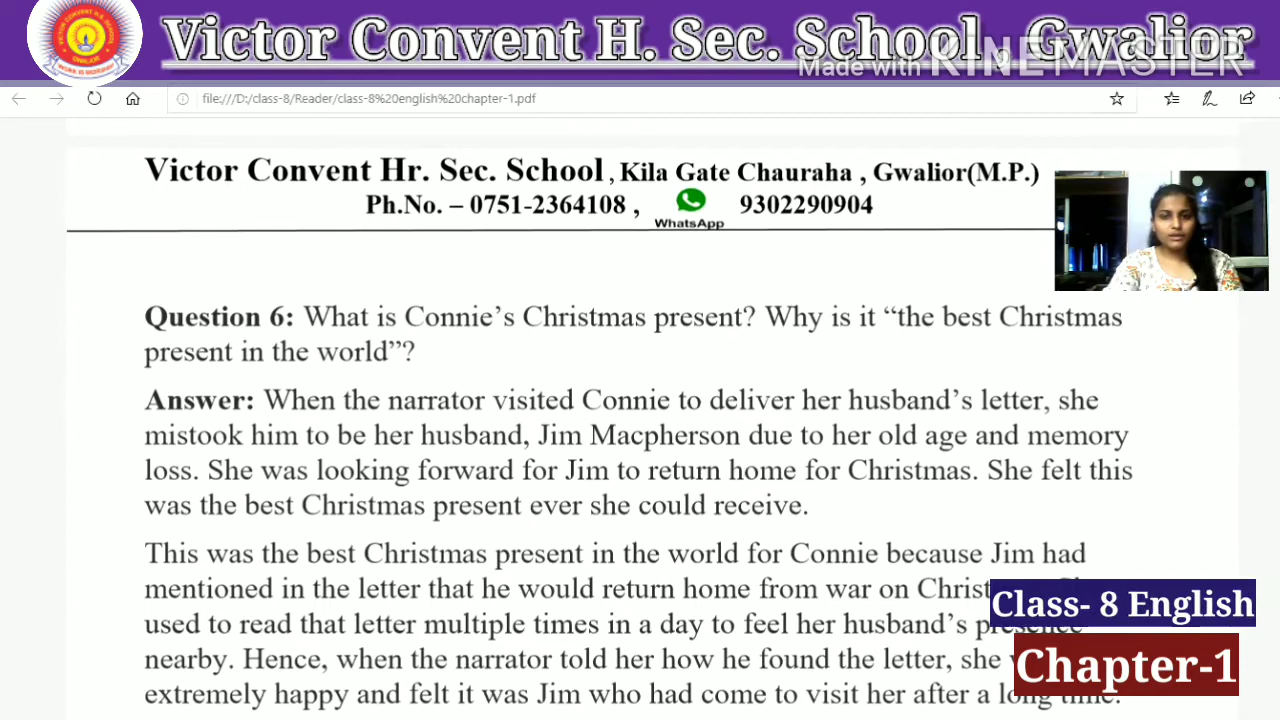 Victor Convent H. Sec. School , Gwalior
Made with KINEMASTER
file:///D:/class-8/Reader/class-8%20english%20chapter-1.pdf
Victor Convent Hr. Sec. School , Kila Gate Chauraha , Gwalior(M.P.)
Ph.No. – 0751-2364108 , WhatsApp 9302290904
Question 6: What is Connie’s Christmas present? Why is it “the best Christmas
present in the world”?
Answer: When the narrator visited Connie to deliver her husband’s letter, she
mistook him to be her husband, Jim Macpherson due to her old age and memory
loss. She was looking forward for Jim to return home for Christmas. She felt this
was the best Christmas present ever she could receive.
This was the best Christmas present in the world for Connie because Jim had
mentioned in the letter that he would return home from war on
used to read that letter multiple times in a day to feel her husband’s presence
nearby. Hence, when the narrator told her how he found the letter, she
extremely happy and felt it was Jim who had come to visit her after a long time.
Class- 8 English
Chapter-1